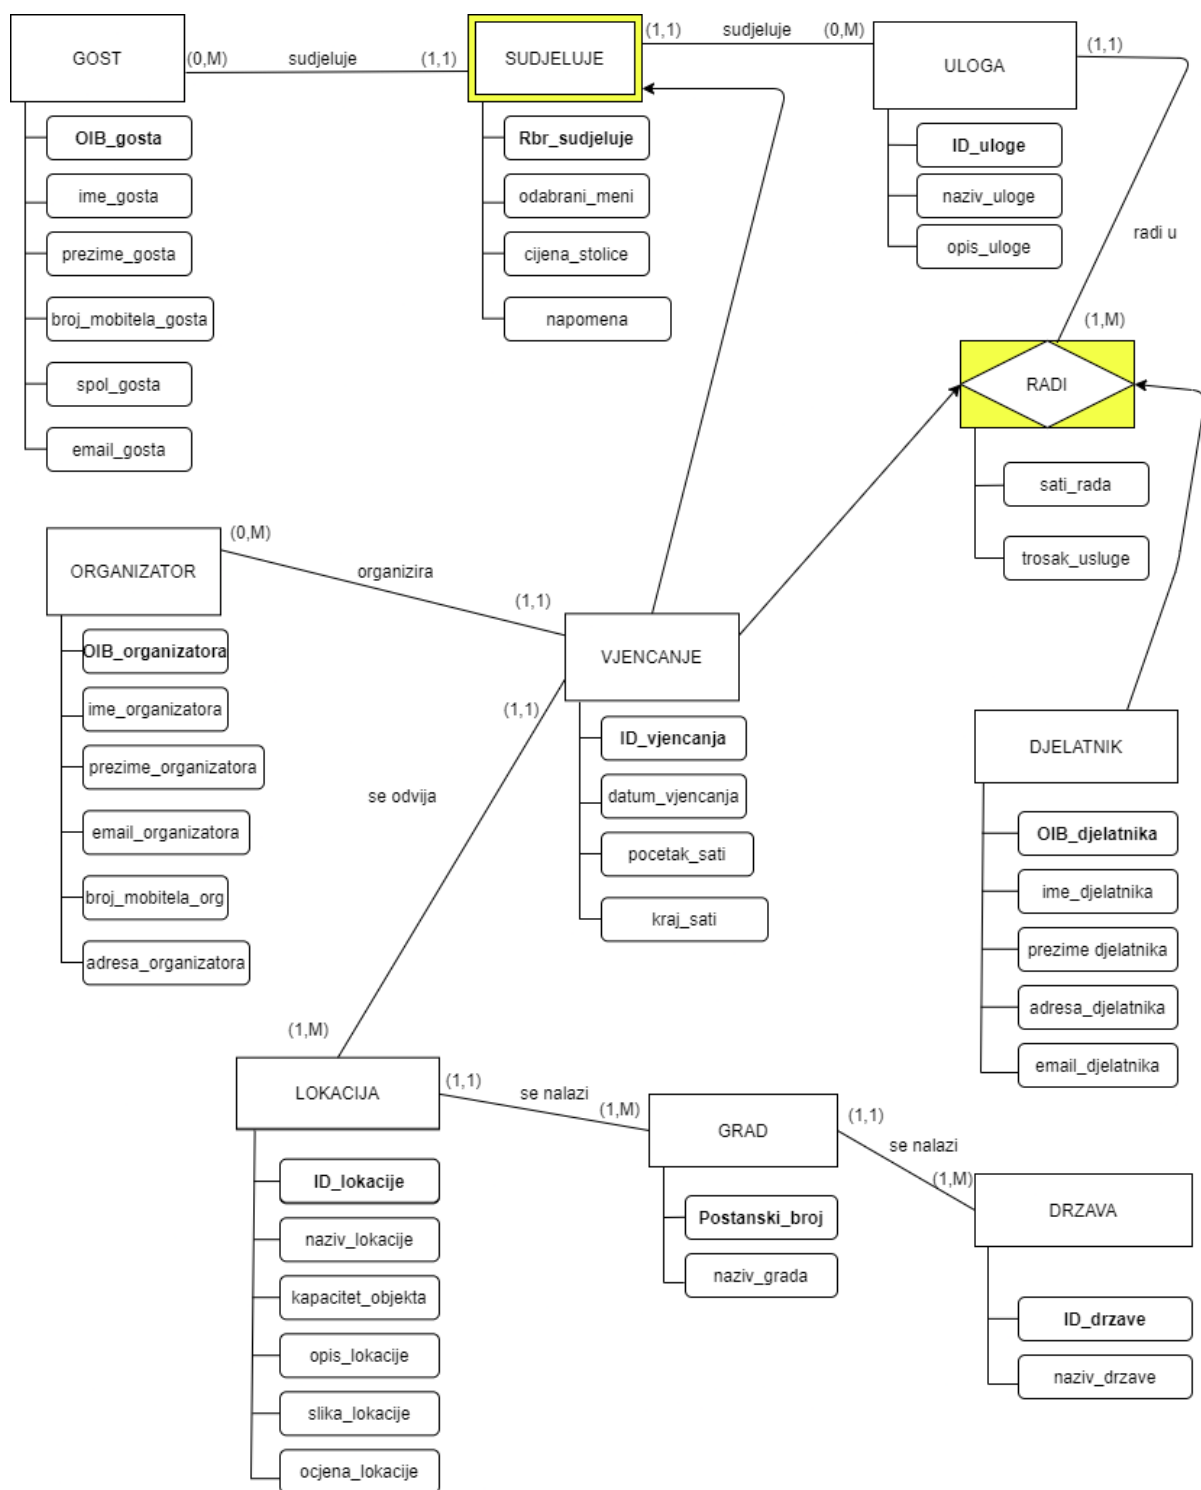 GOST
(0,M)
sudjeluje
(1,1)
SUDJELUJE
(1,1)
sudjeluje
(0,M)
ULOGA
(1,1)
OIB_gosta
ime_gosta
prezime_gosta
broj_mobitela_gosta
spol_gosta
email_gosta
Rbr_sudjeluje
odabrani_meni
cijena_stolice
napomena
ID_uloge
naziv_uloge
opis_uloge
radi u
(1,M)
RADI
sati_rada
trosak_usluge
ORGANIZATOR
(0,M)
organizira
(1,1)
VJENCANJE
(1,1)
OIB_organizatora
ime_organizatora
prezime_organizatora
email_organizatora
broj_mobitela_org
adresa_organizatora
ID_vjencanja
datum_vjencanja
pocetak_sati
kraj_sati
DJELATNIK
OIB_djelatnika
ime_djelatnika
prezime djelatnika
adresa_djelatnika
email_djelatnika
se odvija
(1,M)
LOKACIJA
(1,1)
se nalazi
(1,M)
GRAD
(1,1)
se nalazi
(1,M)
DRZAVA
ID_lokacije
naziv_lokacije
kapacitet_objekta
opis_lokacije
slika_lokacije
ocjena_lokacije
Postanski_broj
naziv_grada
ID_drzave
naziv_drzave